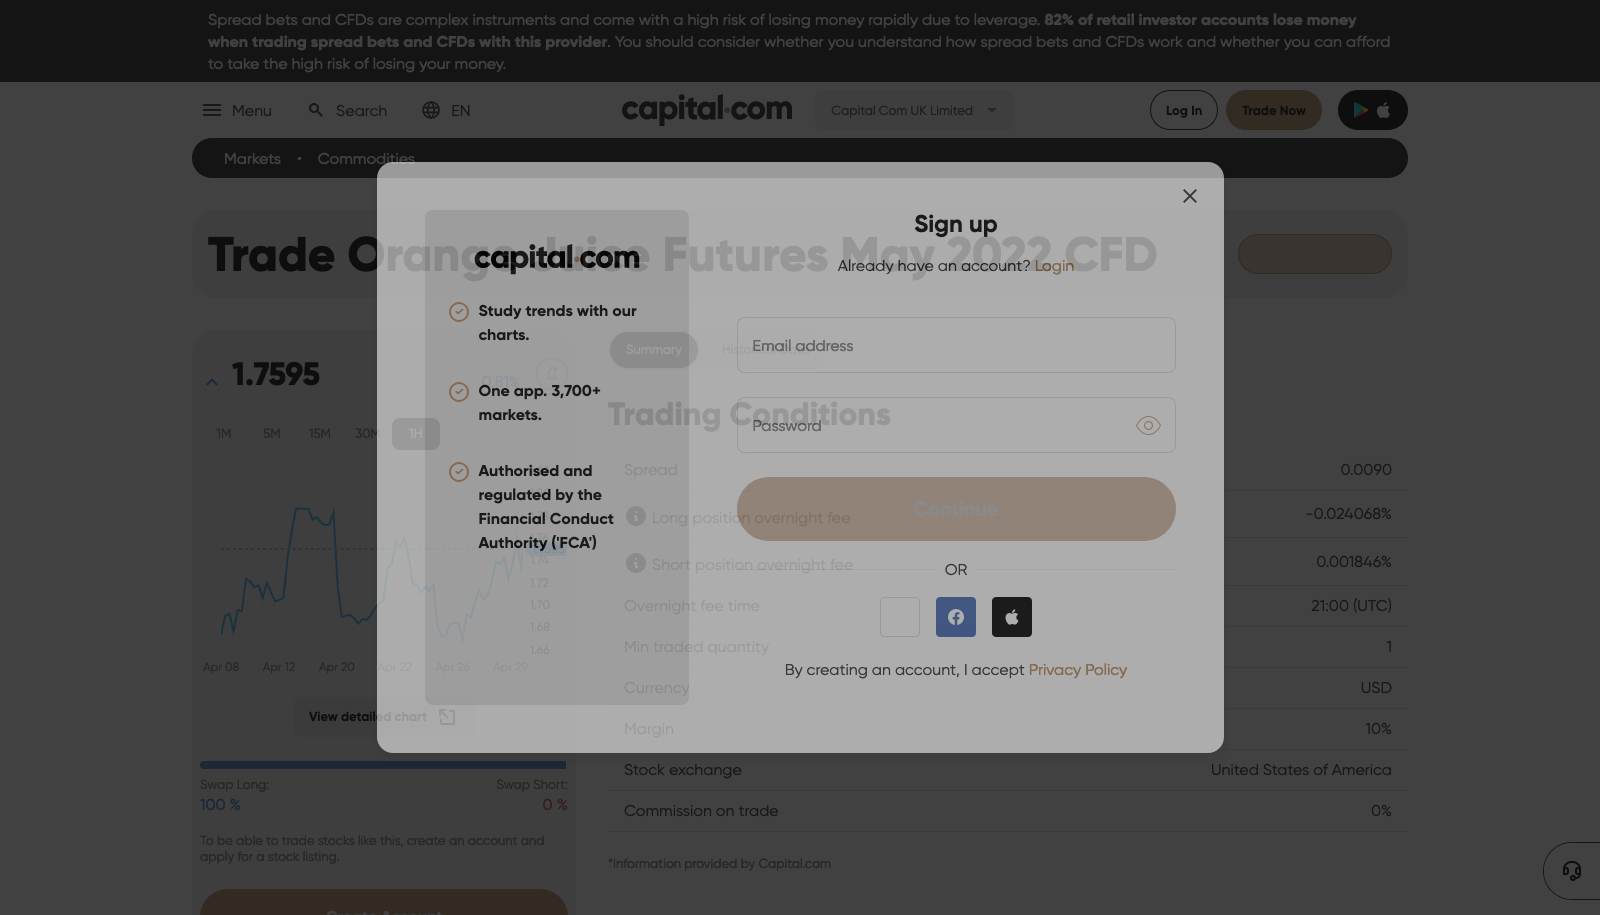 Spread bets and CFDs are complex instruments and come with a high risk of losing money rapidly due to leverage. 82% of retail investor accounts lose money
when trading spread bets and CFDs with this provider. You should consider whether you understand how spread bets and CFDs work and whether you can afford
to take the high risk of losing your money.
Menu
Search
EN
capital.com
Capital Com UK Limited
Log In
Trade Now
Markets • Commodities
Trade Orange Juice Futures May 2022 CFD
capital.com
Study trends with our
charts.
One app. 3,700+
markets.
Authorised and
regulated by the
Financial Conduct
Authority ('FCA')
Sign up
Already have an account? Login
Email address
Password
Continue
OR
By creating an account, I accept Privacy Policy
1.7595
0.81%
1M 5M 15M 30M 1H
1.74
1.72
1.70
1.68
1.66
Apr 08 Apr 12 Apr 20 Apr 22 Apr 26 Apr 29
View detailed chart
Swap Long: Swap Short:
100 % 0 %
To be able to trade stocks like this, create an account and
apply for a stock listing.
Create Account
Summary
Trading Conditions
Spread 0.0090
Long position overnight fee -0.024068%
Short position overnight fee 0.001846%
Overnight fee time 21:00 (UTC)
Min traded quantity 1
Currency USD
Margin 10%
Stock exchange United States of America
Commission on trade 0%
*Information provided by Capital.com